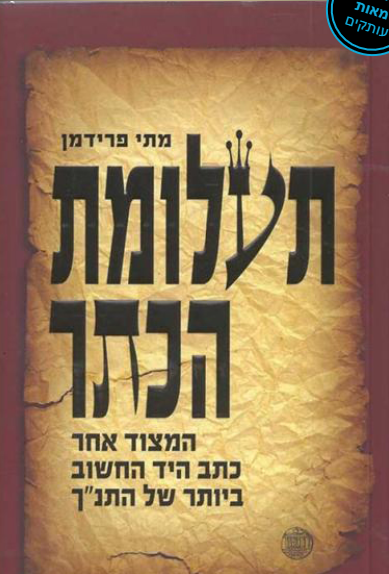 מאות
עותקים
מתי פרידמן
תעלומת
הכתר
המצוד אחר
כתב היד החשוב
ביותר של התנ"ך